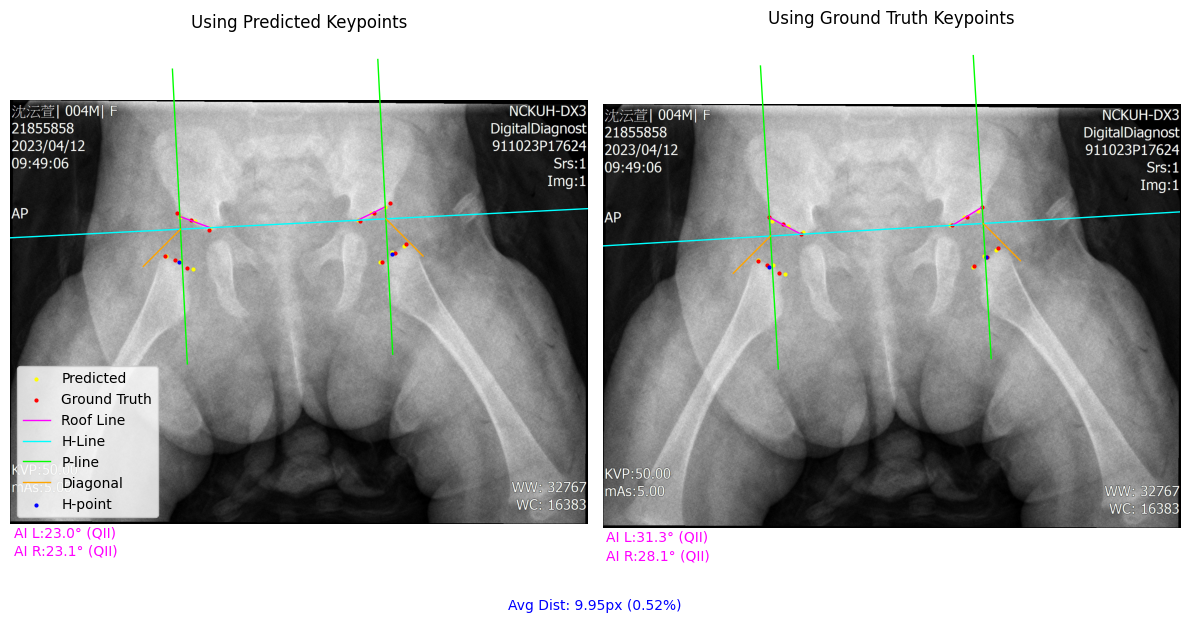 Using Predicted Keypoints
沈沄萱| 004M| F
21855858
2023/04/12
09:49:06
NCKUH-DX3
DigitalDiagnost
911023P17624
Srs:1
Img:1
AP
Predicted
Ground Truth
Roof Line
H-Line
P-line
Diagonal
H-point
KVP:50.00
mAs:5.00
WW: 32767
WC: 16383
AI L:23.0° (QII)
AI R:23.1° (QII)
Using Ground Truth Keypoints
沈沄萱| 004M| F
21855858
2023/04/12
09:49:06
NCKUH-DX3
DigitalDiagnost
911023P17624
Srs:1
Img:1
AP
KVP:50.00
mAs:5.00
WW: 32767
WC: 16383
AI L:31.3° (QII)
AI R:28.1° (QII)
Avg Dist: 9.95px (0.52%)